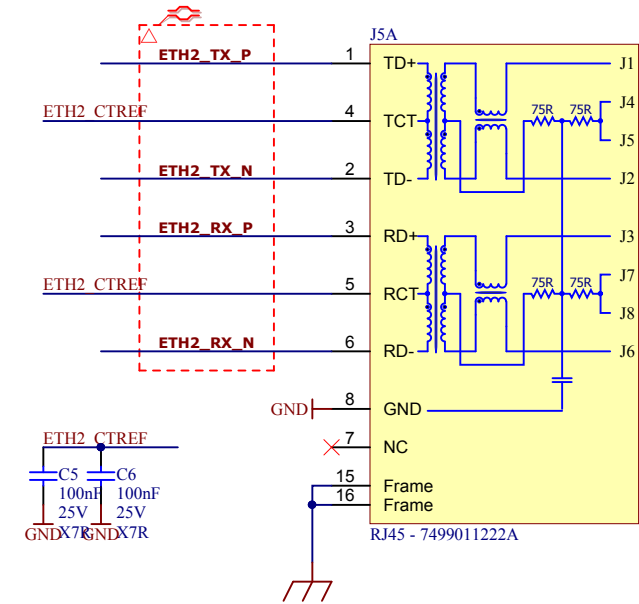 J5A
ETH2_TX_P 1 TD+ J1
ETH2_CTREF 4 TCT 75R 75R J4
J5
ETH2_TX_N 2 TD- J2
ETH2_RX_P 3 RD+ J3
ETH2_CTREF 5 RCT 75R 75R J7
J8
ETH2_RX_N 6 RD- J6
GND 8 GND
7 NC
ETH2_CTREF
15 Frame
16 Frame
C5 C6
100nF 100nF
25V 25V
X7R X7R
GND GND
RJ45 - 7499011222A